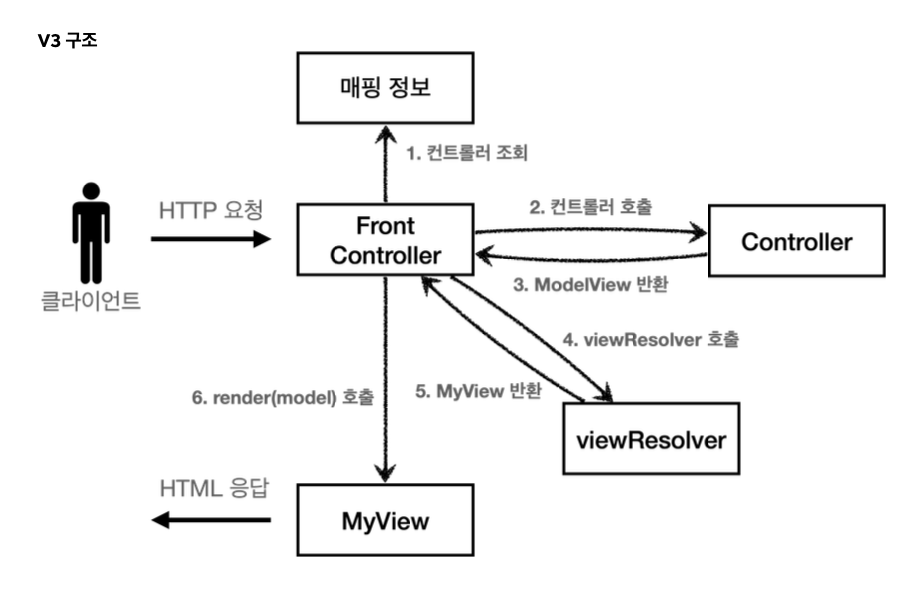 V3 구조
매핑 정보
1. 컨트롤러 조회
HTTP 요청
Front
Controller
2. 컨트롤러 호출
Controller
3. ModelView 반환
클라이언트
4. viewResolver 호출
5. MyView 반환
6. render(model) 호출
viewResolver
HTML 응답
MyView